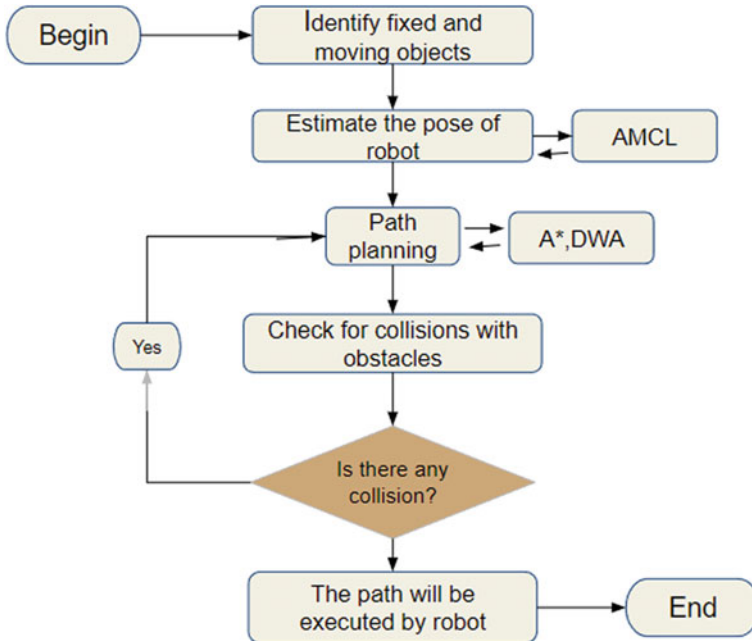 Begin
Identify fixed and
moving objects
Estimate the pose of
robot
AMCL
Path
planning
A*,DWA
Check for collisions with
obstacles
Yes
Is there any
collision?
The path will be
executed by robot
End